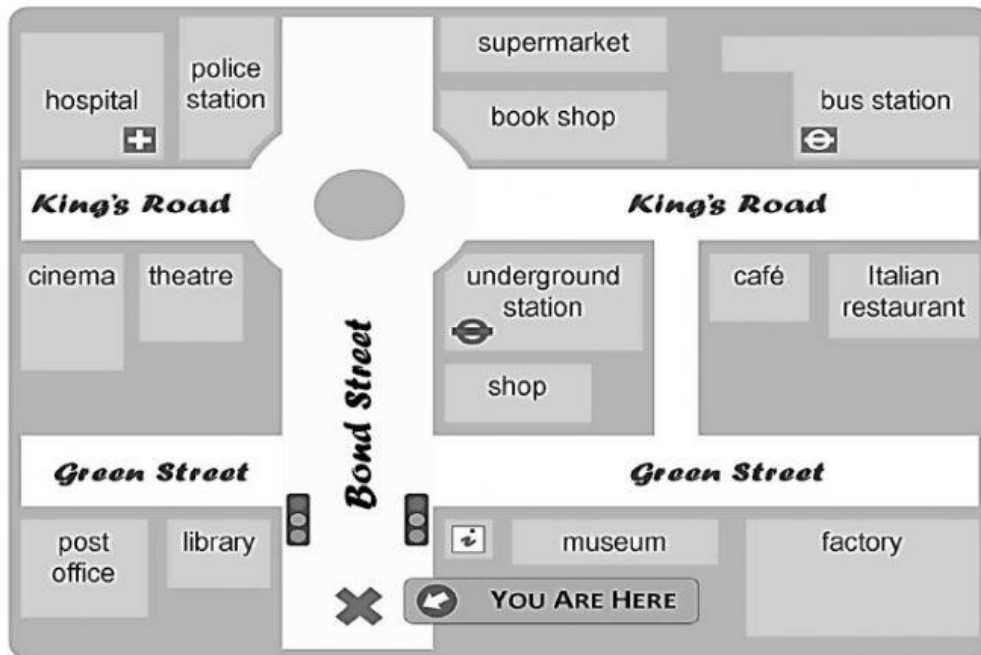 supermarket
police
station
hospital
book shop
bus station
King's Road
King's Road
cinema
theatre
underground
station
café
Italian
restaurant
shop
Bond Street
Green Street
Green Street
post
office
library
i
museum
factory
YOU ARE HERE